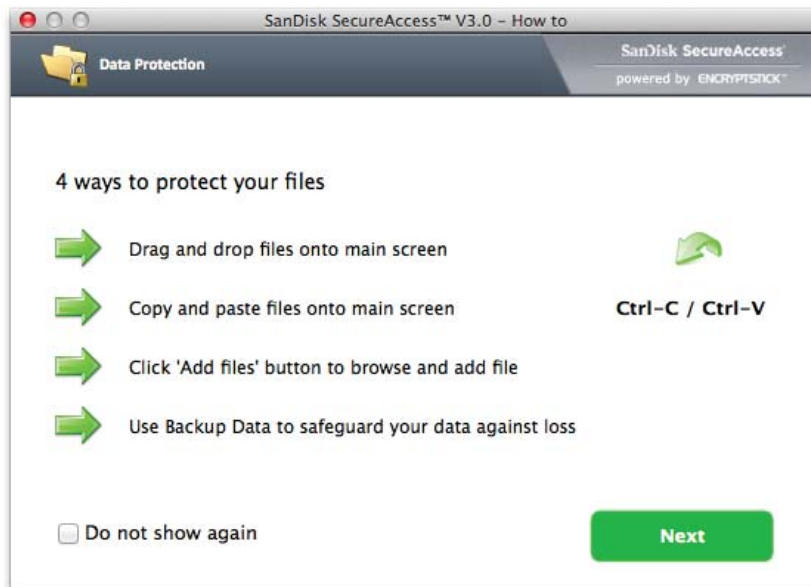 SanDisk SecureAccess™ V3.0 – How to
Data Protection
SanDisk SecureAccess®
powered by ENCRYPTSTICK™
4 ways to protect your files
Drag and drop files onto main screen
Copy and paste files onto main screen
Ctrl-C / Ctrl-V
Click 'Add files' button to browse and add file
Use Backup Data to safeguard your data against loss
Do not show again
Next